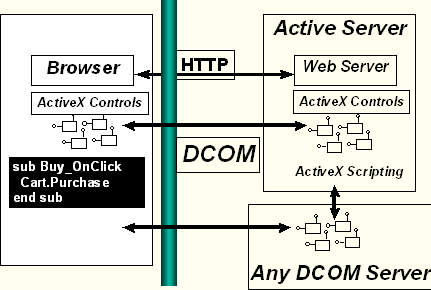 Active Server
Browser
HTTP
Web Server
ActiveX Controls
ActiveX Controls
sub Buy_OnClick
Cart.Purchase
end sub
DCOM
ActiveX Scripting
Any DCOM Server